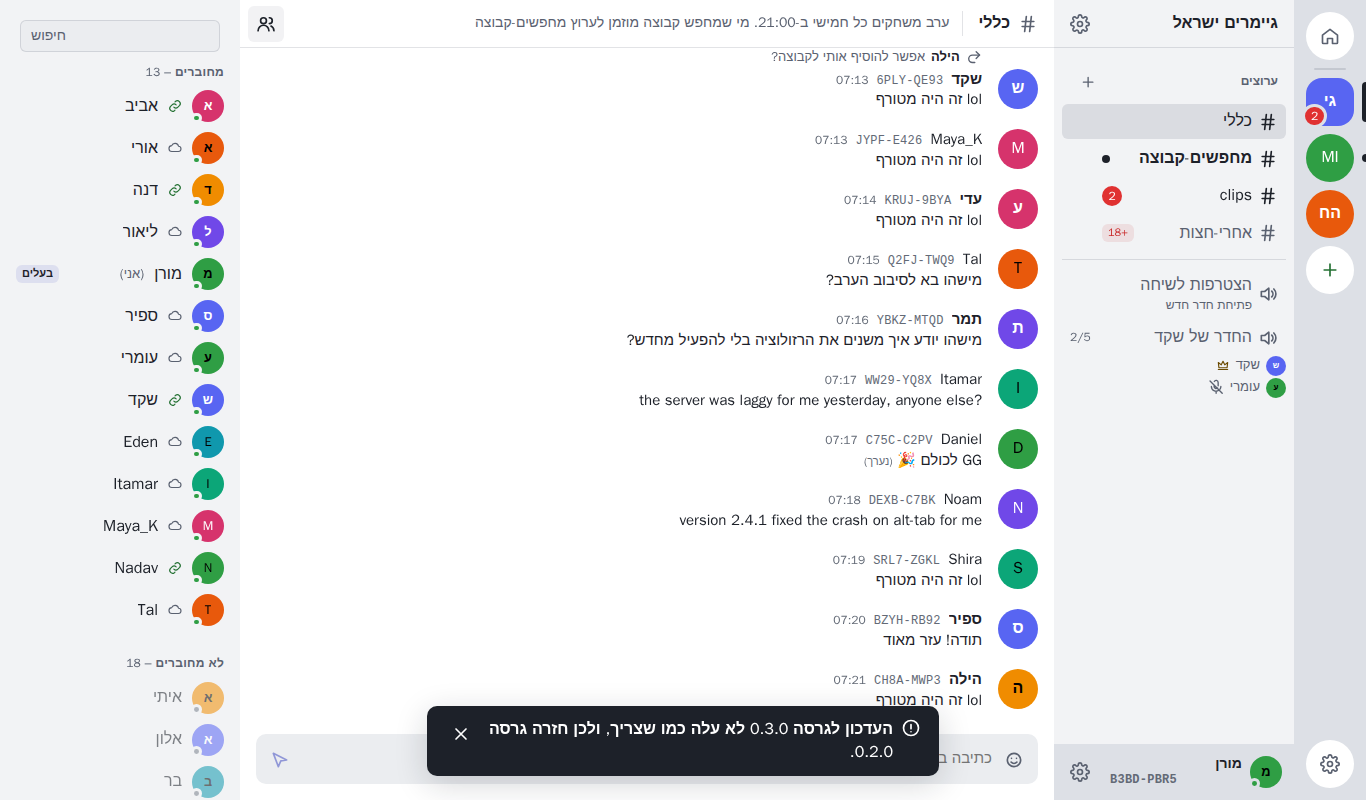 גי
2
MI
הח
גיימרים ישראל
ערוצים
כללי
מחפשים-קבוצה
clips
2
אחרי-חצות
18+
הצטרפות לשיחה
פתיחת חדר חדש
החדר של שקד
2/5
ש שקד
ע עומרי
מ מורן
B3BD-PBR5
כללי
ערב משחקים כל חמישי ב-21:00. מי שמחפש קבוצה מוזמן לערוץ מחפשים-קבוצה
הילה אפשר להוסיף אותי לקבוצה?
ש שקד 6PLY-QE93 07:13
lol זה היה מטורף
M Maya_K JYPF-E426 07:13
lol זה היה מטורף
ע עדי KRUJ-9BYA 07:14
lol זה היה מטורף
T Tal Q2FJ-TWQ9 07:15
מישהו בא לסיבוב הערב?
ת תמר YBKZ-MTQD 07:16
מישהו יודע איך משנים את הרזולוציה בלי להפעיל מחדש?
I Itamar WW29-YQ8X 07:17
the server was laggy for me yesterday, anyone else?
D Daniel C75C-C2PV 07:17
GG לכולם 🎉 (נערך)
N Noam DEXB-C7BK 07:18
version 2.4.1 fixed the crash on alt-tab for me
S Shira SRL7-ZGKL 07:19
lol זה היה מטורף
ס ספיר BZYH-RB92 07:20
תודה! עזר מאוד
ה הילה CH8A-MWP3 07:21
lol זה היה מטורף
העדכון לגרסה 0.3.0 לא עלה כמו שצריך, ולכן חזרה גרסה
0.2.0.
כתיבה ב
חיפוש
מחוברים – 13
א אביב
א אורי
ד דנה
ל ליאור
מ מורן (אני) בעלים
ס ספיר
ע עומרי
ש שקד
E Eden
I Itamar
M Maya_K
N Nadav
T Tal
לא מחוברים – 18
א איתי
א אלון
ב בר